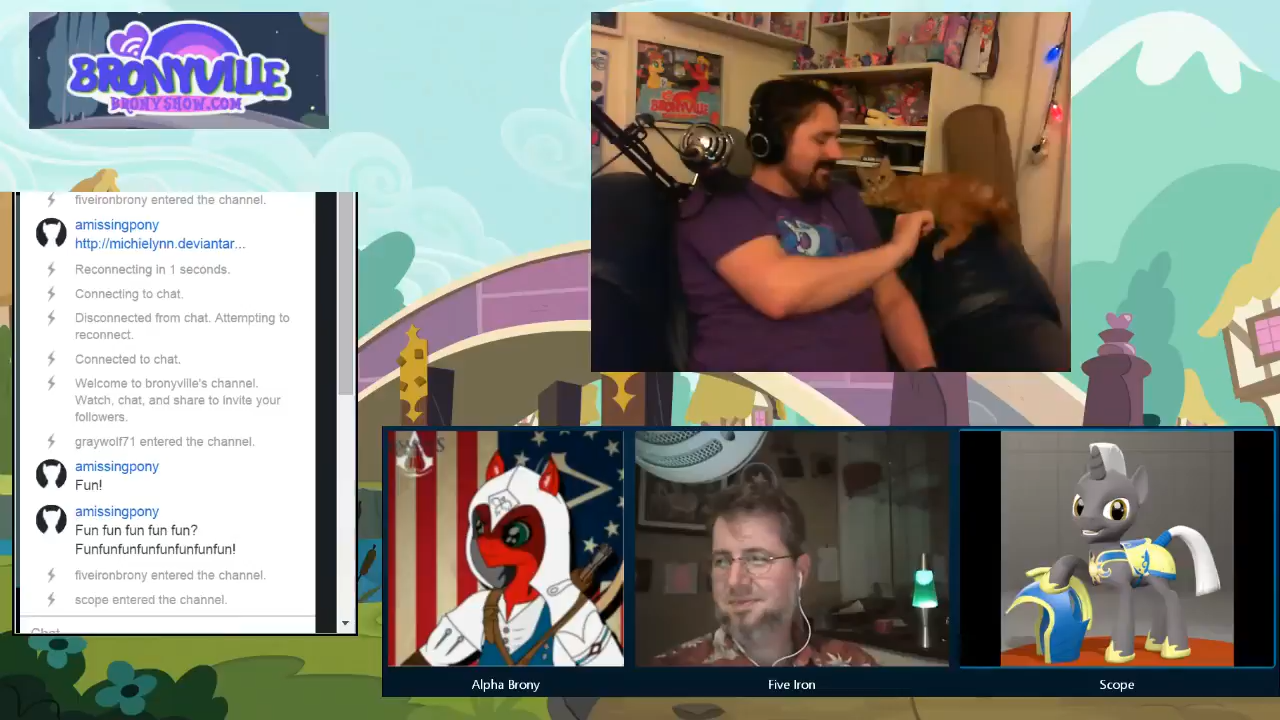 BRONYVILLE
BRONYSHOW.COM
fiveironbrony entered the channel.
amissingpony
http://michielynn.deviantar...
Reconnecting in 1 seconds.
Connecting to chat.
Disconnected from chat. Attempting to
reconnect.
Connected to chat.
Welcome to bronyville's channel.
Watch, chat, and share to invite your
followers.
graywolf71 entered the channel.
amissingpony
Fun!
amissingpony
Fun fun fun fun fun?
Funfunfunfunfunfunfunfun!
fiveironbrony entered the channel.
scope entered the channel.
Chat
BRONYVILLE
Alpha Brony
Five Iron
Scope